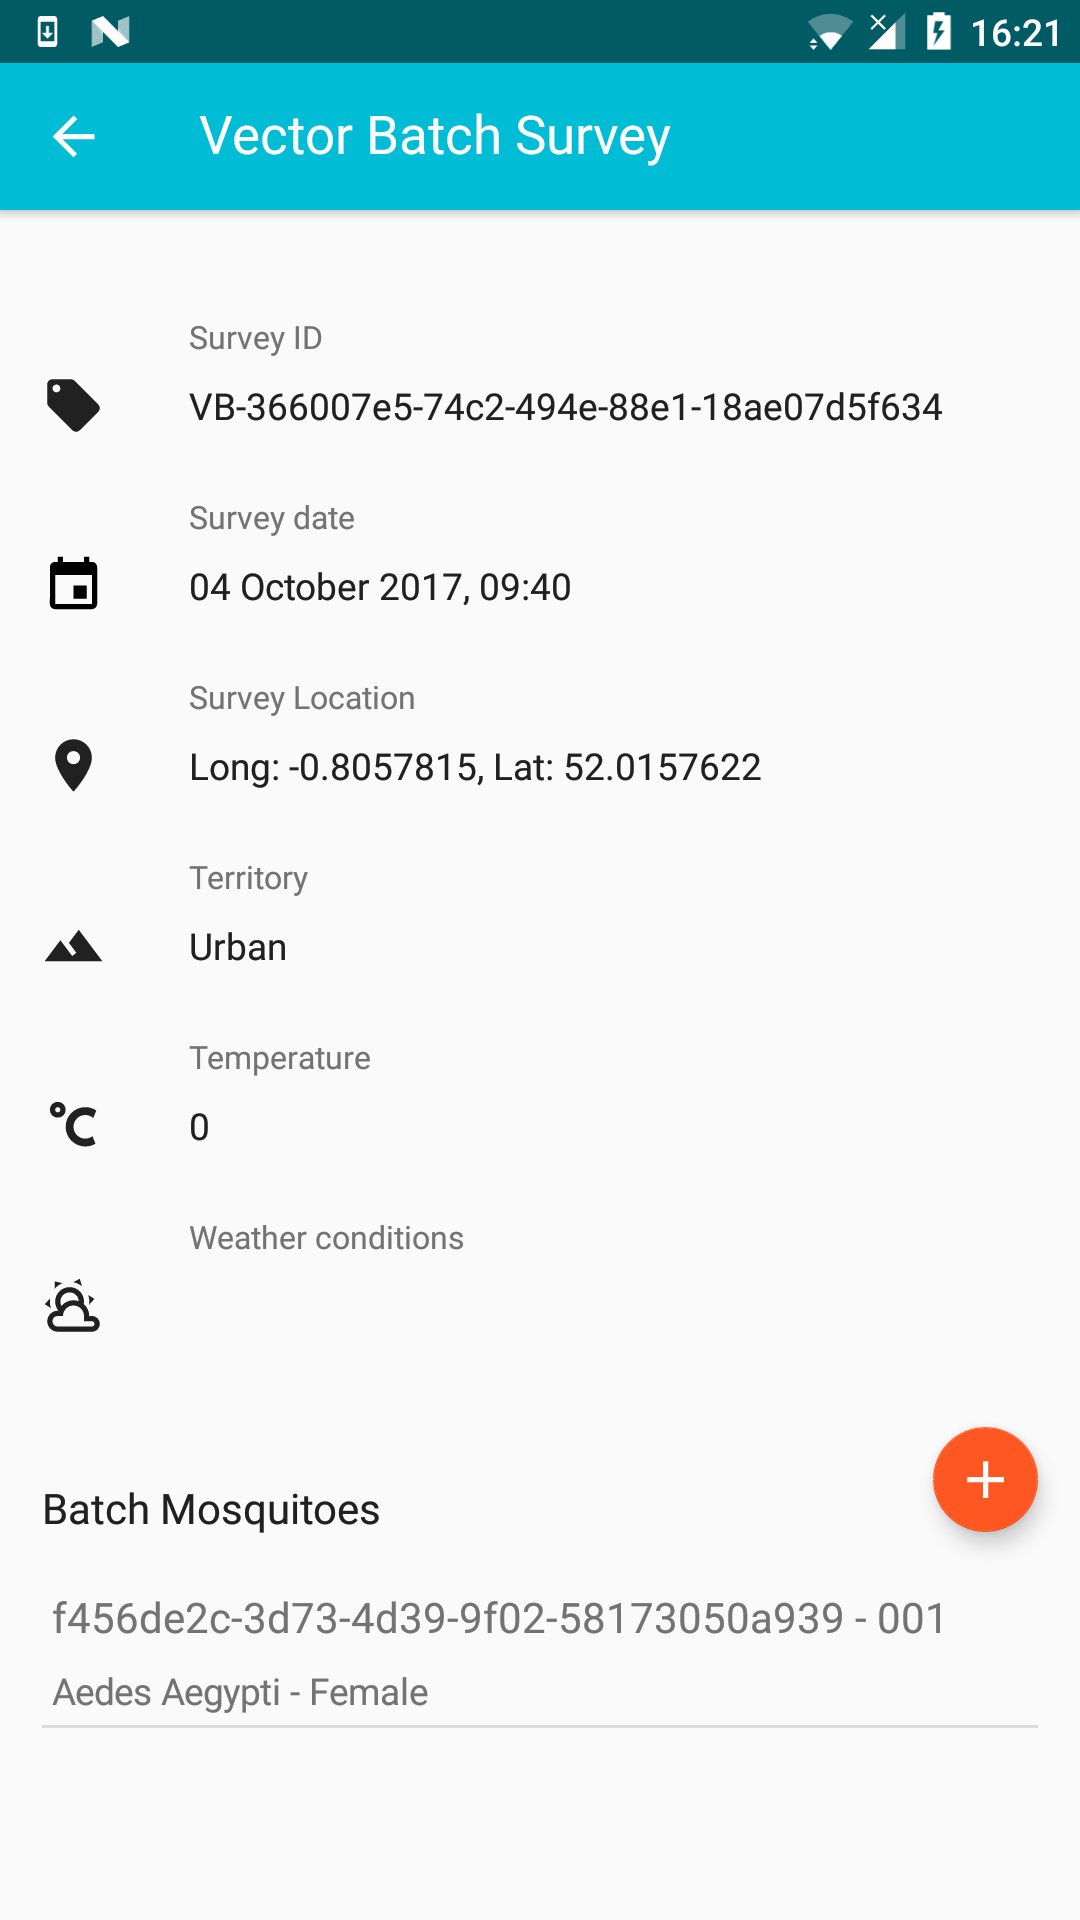 16:21
Vector Batch Survey
Survey ID
VB-366007e5-74c2-494e-88e1-18ae07d5f634
Survey date
04 October 2017, 09:40
Survey Location
Long: -0.8057815, Lat: 52.0157622
Territory
Urban
Temperature
°C 0
Weather conditions
Batch Mosquitoes
f456de2c-3d73-4d39-9f02-58173050a939 - 001
Aedes Aegypti - Female